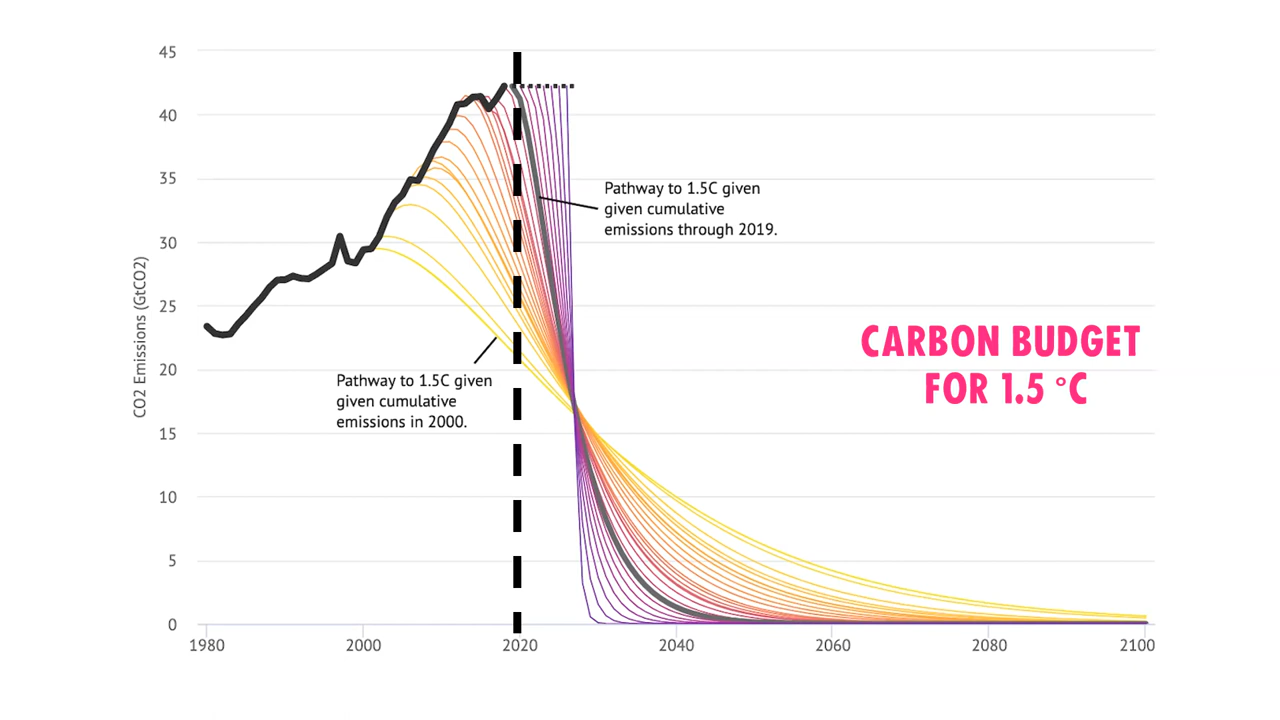 45
40
35
30
25
20
15
10
5
0
CO2 Emissions (GtCO2)
Pathway to 1.5C given
given cumulative
emissions through 2019.
Pathway to 1.5C given
given cumulative
emissions in 2000.
CARBON BUDGET
FOR 1.5 °C
1980 2000 2020 2040 2060 2080 2100